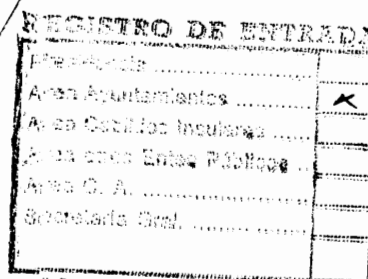 REGISTRO DE ENTRADA
Presidencia ..............
Area Ayuntamientos ............
Area Cabildos Insulares ......
Area otros Entes Públicos ..
Area C. A. ..................
Secretaría Gral. ............